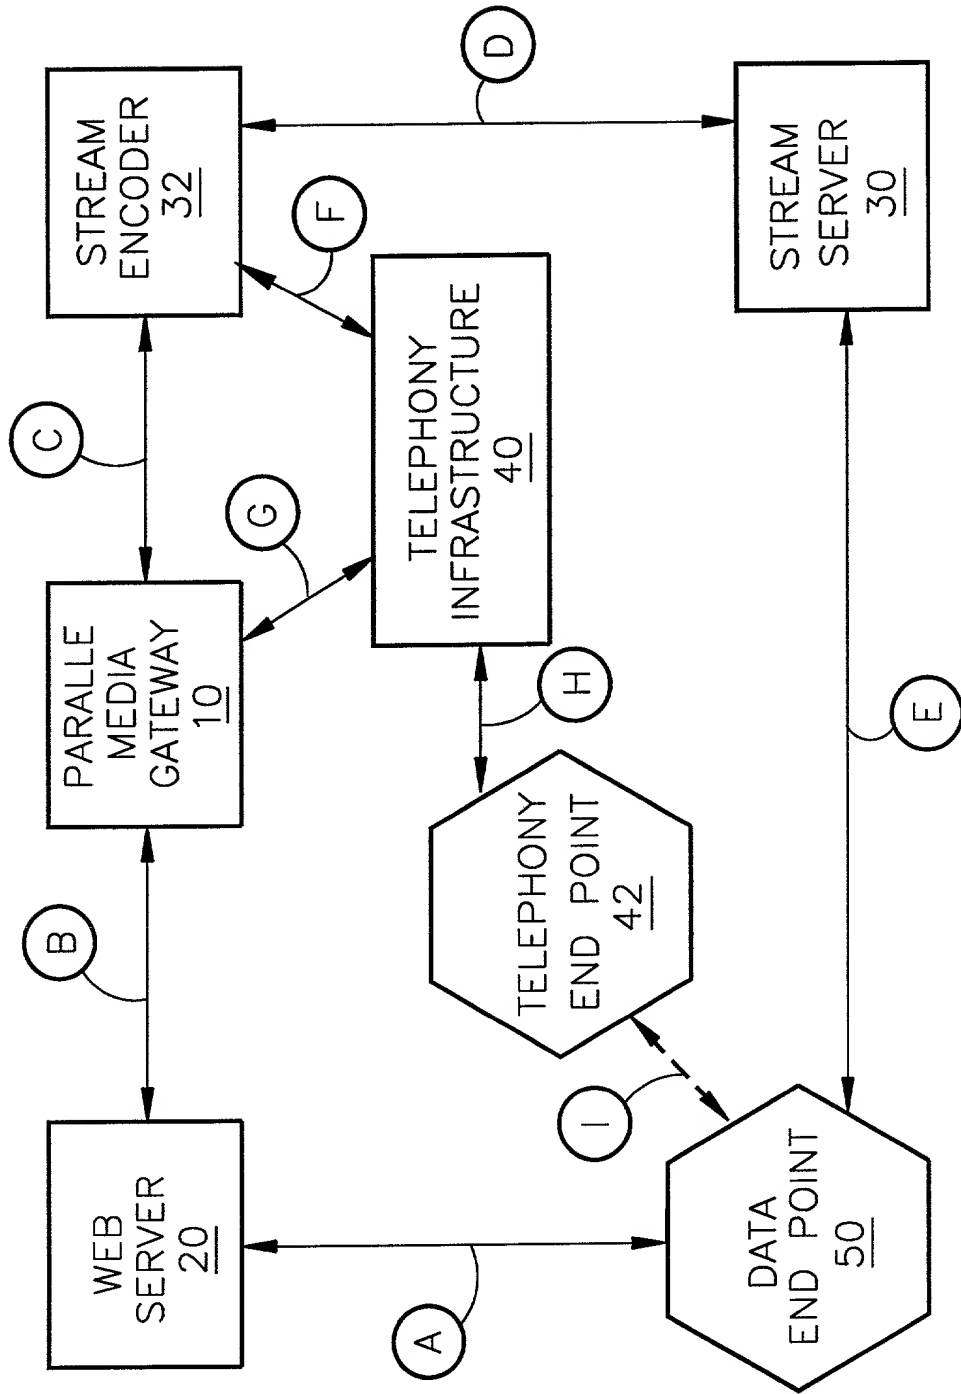 WEB
SERVER
20
B
PARALLE
MEDIA
GATEWAY
10
C
STREAM
ENCODER
32
A
G
F
D
TELEPHONY
END POINT
42
H
TELEPHONY
INFRASTRUCTURE
40
I
DATA
END POINT
50
E
STREAM
SERVER
30